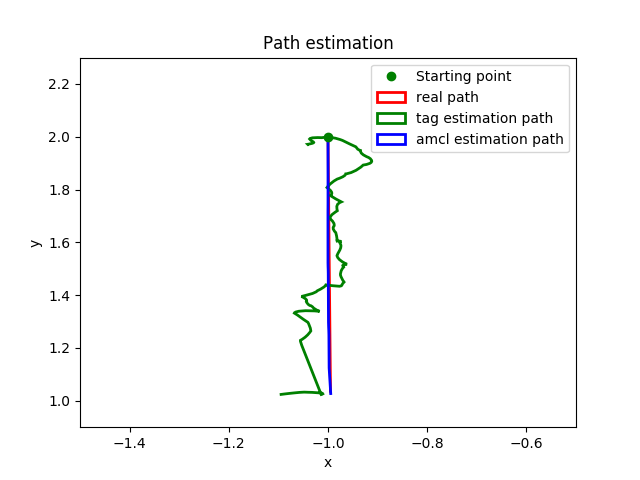 Path estimation
Starting point
real path
tag estimation path
amcl estimation path
y
2.2
2.0
1.8
1.6
1.4
1.2
1.0
−1.4
−1.2
−1.0
−0.8
−0.6
x